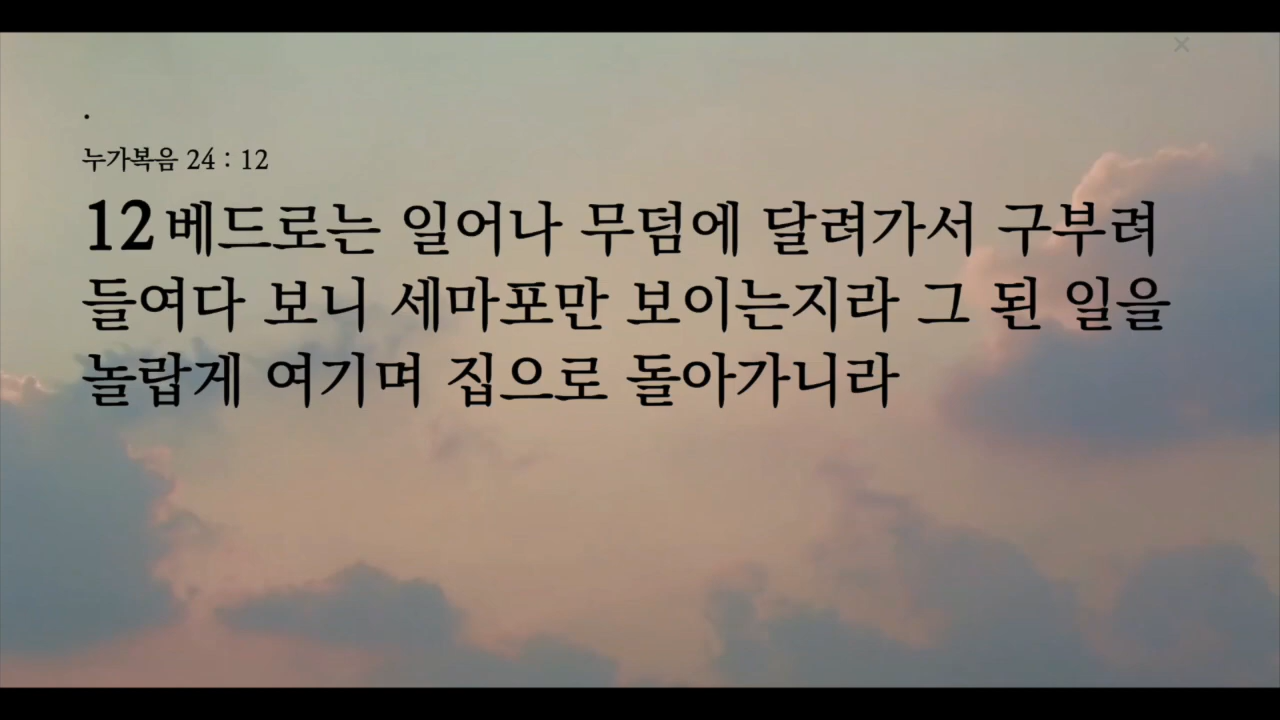 .
누가복음 24 : 12
12 베드로는 일어나 무덤에 달려가서 구부려
들여다 보니 세마포만 보이는지라 그 된 일을
놀랍게 여기며 집으로 돌아가니라